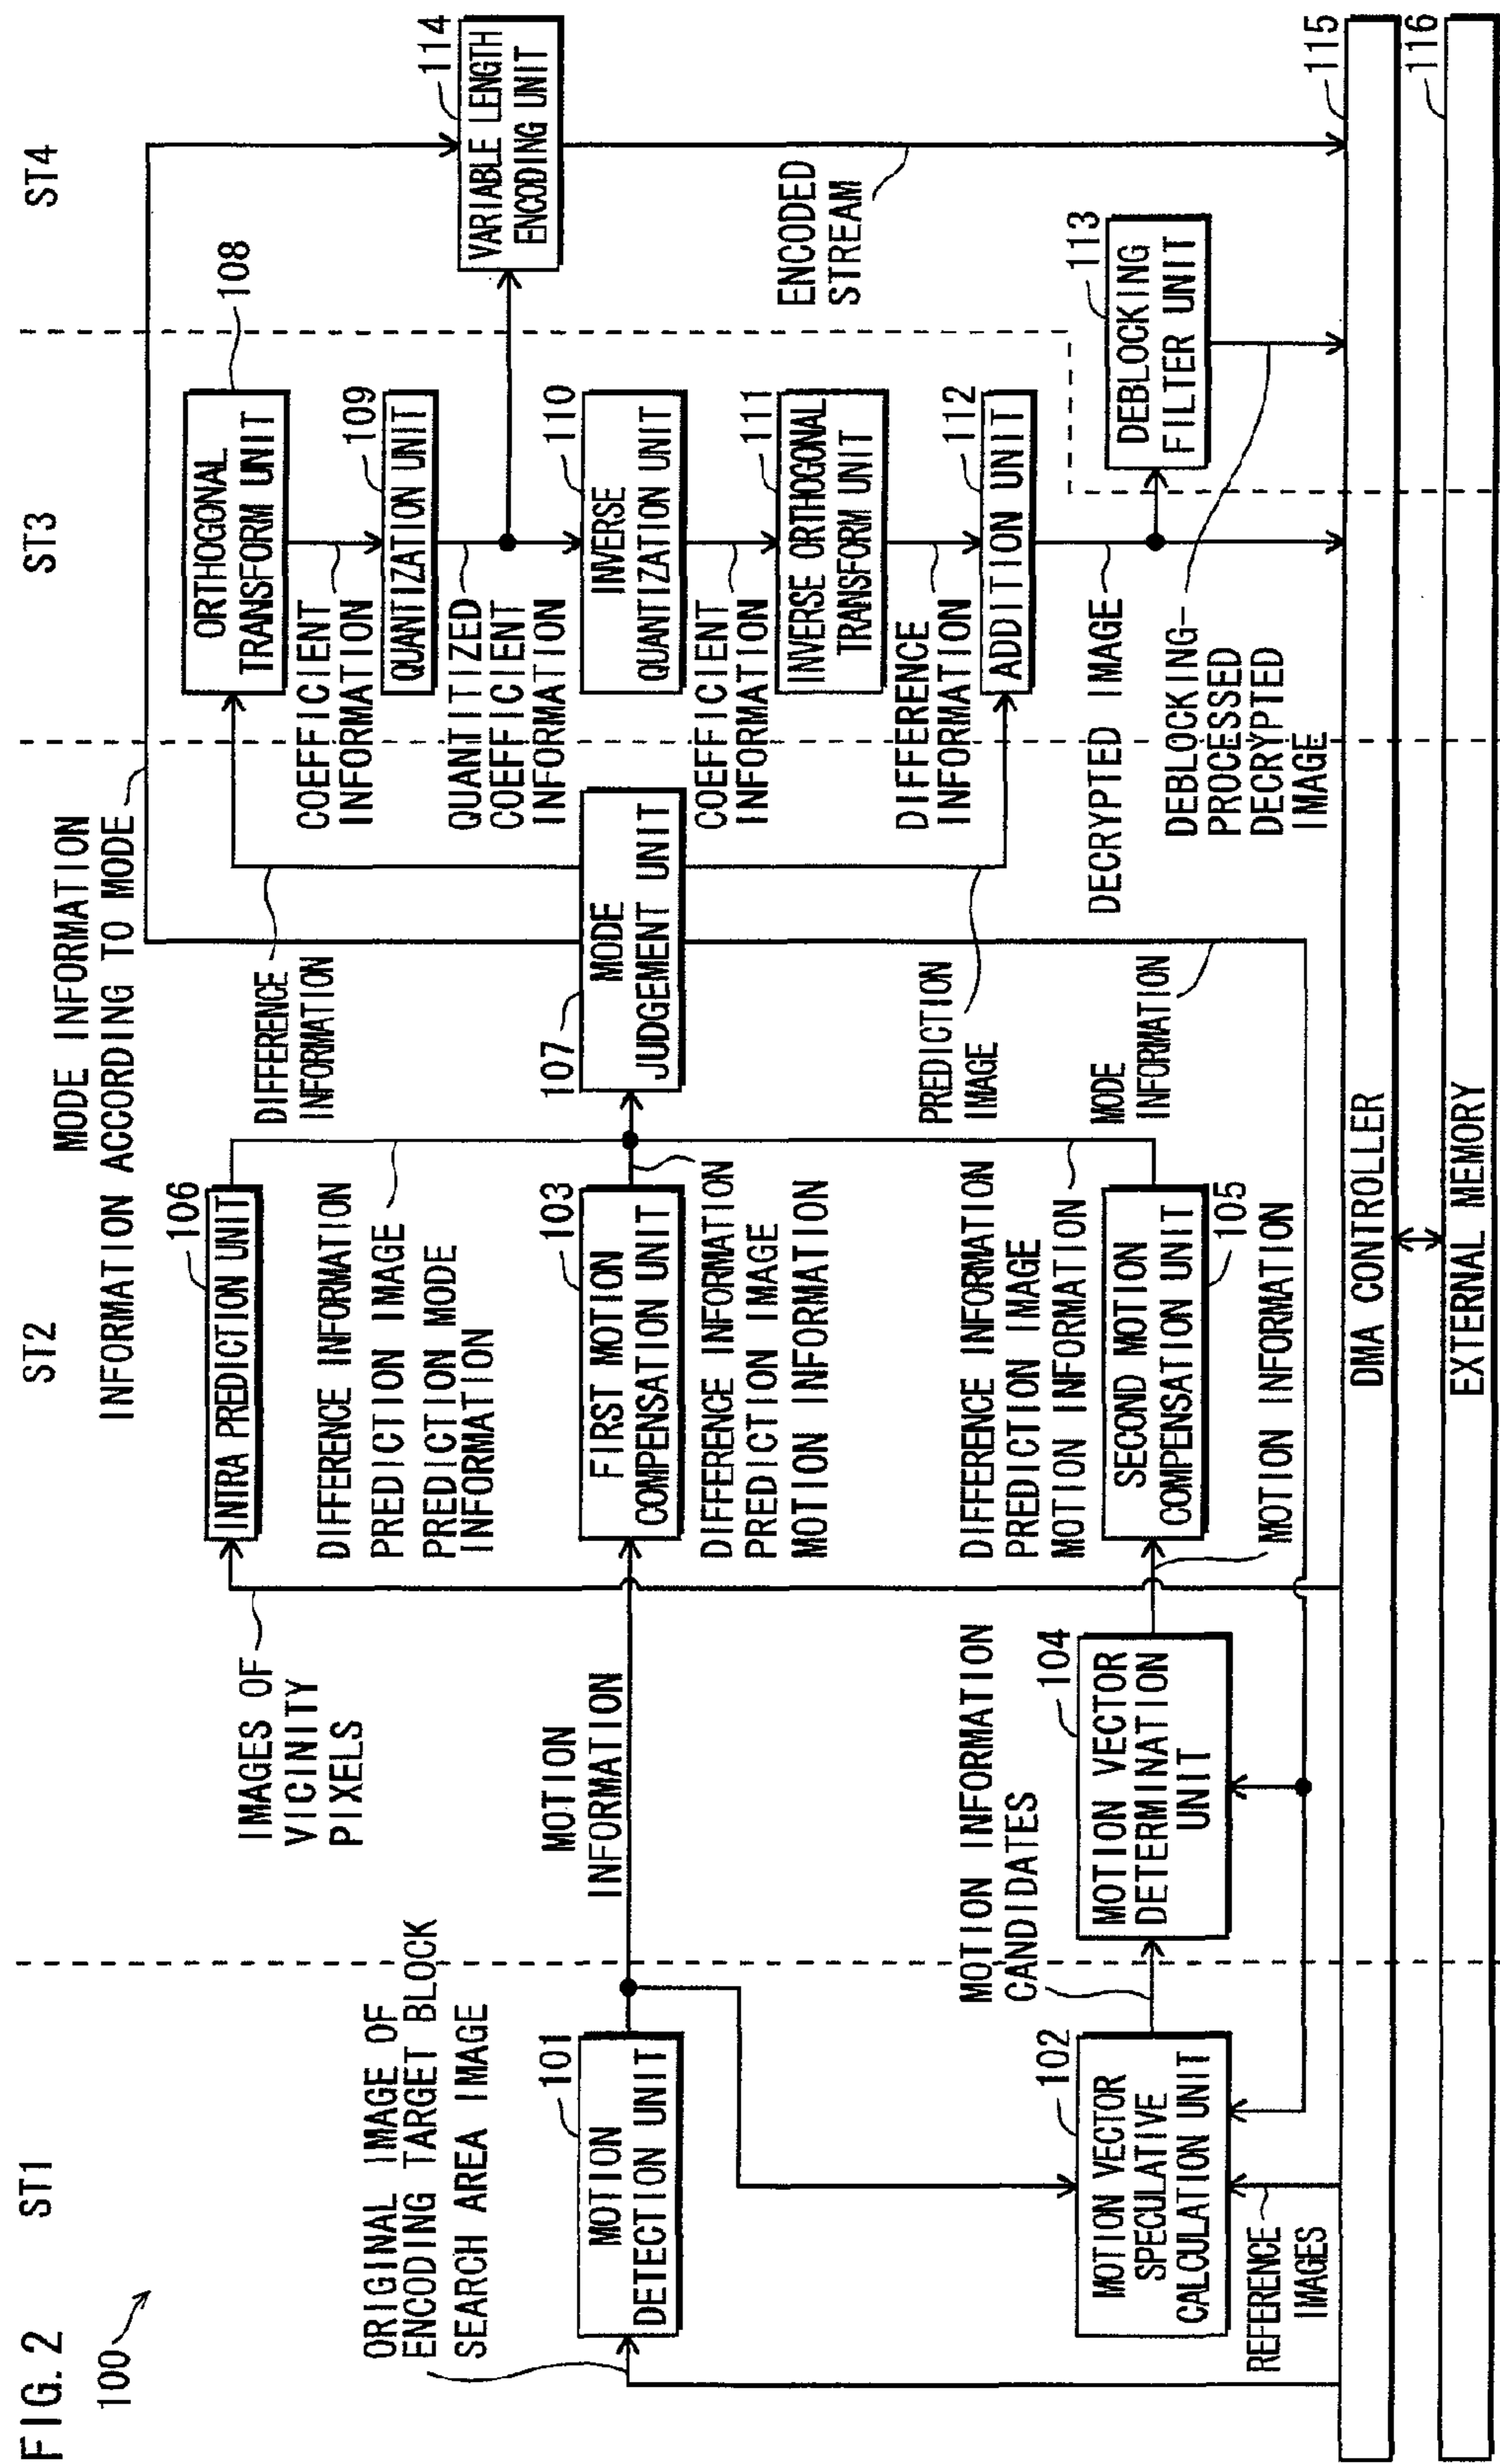 FIG. 2
100
ST1
ST2
ST3
ST4
MODE INFORMATION
INFORMATION ACCORDING TO MODE
ORIGINAL IMAGE OF
ENCODING TARGET BLOCK
SEARCH AREA IMAGE
101
MOTION
DETECTION UNIT
102
MOTION VECTOR
SPECULATIVE
CALCULATION UNIT
REFERENCE
IMAGES
IMAGES OF
VICINITY
PIXELS
MOTION
INFORMATION
MOTION INFORMATION
CANDIDATES
104
MOTION VECTOR
DETERMINATION
UNIT
106
INTRA PREDICTION UNIT
DIFFERENCE INFORMATION
PREDICTION IMAGE
PREDICTION MODE
INFORMATION
103
FIRST MOTION
COMPENSATION UNIT
DIFFERENCE INFORMATION
PREDICTION IMAGE
MOTION INFORMATION
DIFFERENCE INFORMATION
PREDICTION IMAGE
MOTION INFORMATION
SECOND MOTION
COMPENSATION UNIT
105
MOTION INFORMATION
DIFFERENCE
INFORMATION
107
MODE
JUDGEMENT UNIT
PREDICTION
IMAGE
MODE
INFORMATION
108
ORTHOGONAL
TRANSFORM UNIT
COEFFICIENT
INFORMATION
109
QUANTIZATION UNIT
QUANTITIZED
COEFFICIENT
INFORMATION
110
INVERSE
QUANTIZATION UNIT
COEFFICIENT
INFORMATION
111
INVERSE ORTHOGONAL
TRANSFORM UNIT
DIFFERENCE
INFORMATION
112
ADDITION UNIT
DECRYPTED IMAGE
DEBLOCKING-
PROCESSED
DECRYPTED
IMAGE
114
VARIABLE LENGTH
ENCODING UNIT
ENCODED
STREAM
113
DEBLOCKING
FILTER UNIT
115
DMA CONTROLLER
116
EXTERNAL MEMORY